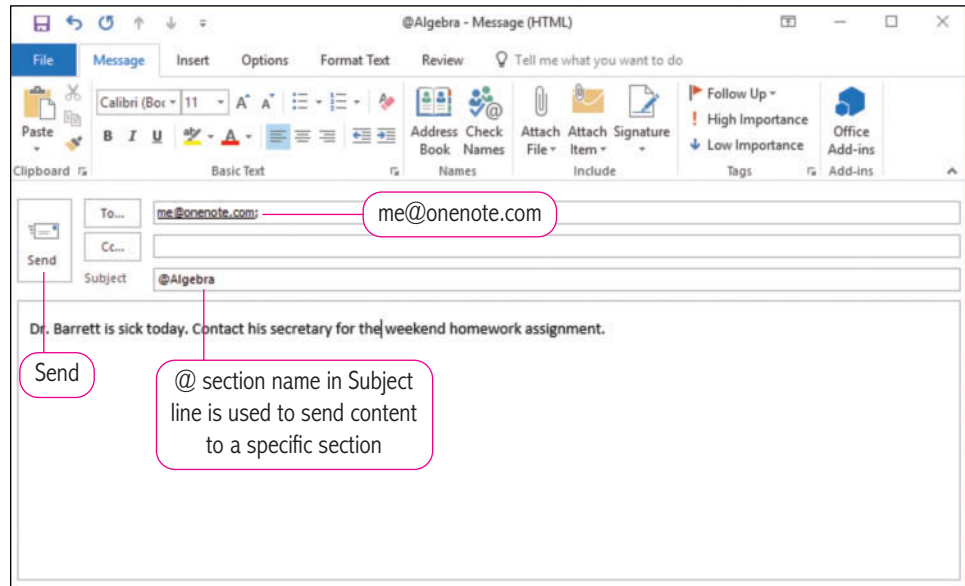 @Algebra - Message (HTML)
File Message Insert Options Format Text Review Tell me what you want to do
Calibri (Boc 11 A A
Follow Up
High Importance
Low Importance
Paste
B I U A
Address Book
Check Names
Attach File
Attach Item
Signature
Office Add-ins
Clipboard Basic Text Names Include Tags Add-ins
To... me@onenote.com; me@onenote.com
Cc...
Send
Subject @Algebra
Dr. Barrett is sick today. Contact his secretary for the weekend homework assignment.
Send
@ section name in Subject
line is used to send content
to a specific section